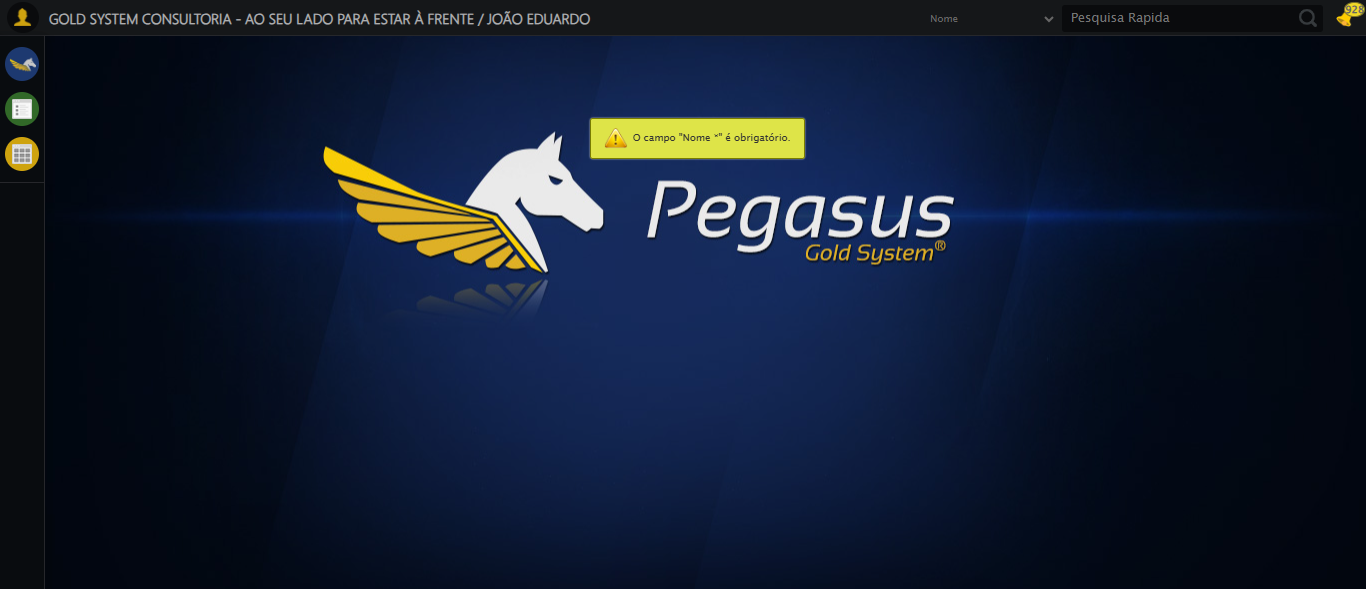 GOLD SYSTEM CONSULTORIA - AO SEU LADO PARA ESTAR À FRENTE / JOÃO EDUARDO
Nome
Pesquisa Rapida
928
O campo "Nome *" é obrigatório.
Pegasus
Gold System®